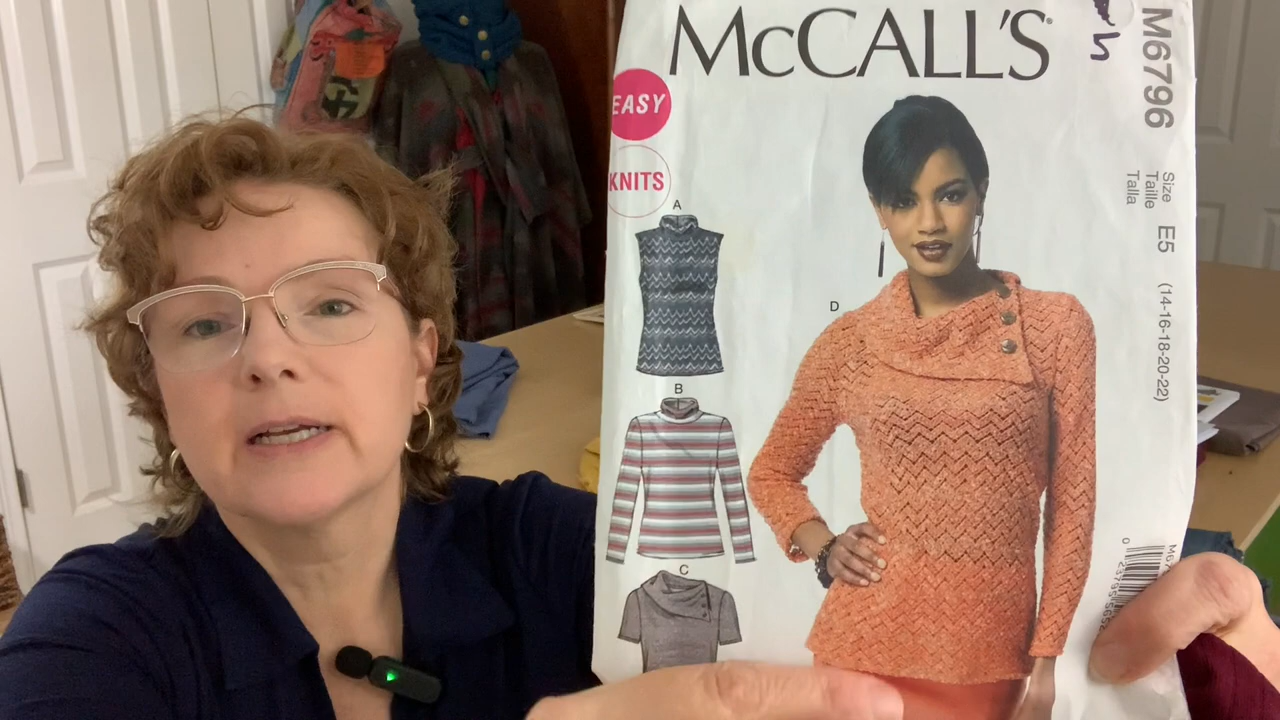 McCALL'S
M6796
EASY
KNITS
Size
Taille
Talla
E5
(14-16-18-20-22)
A
B
C
D